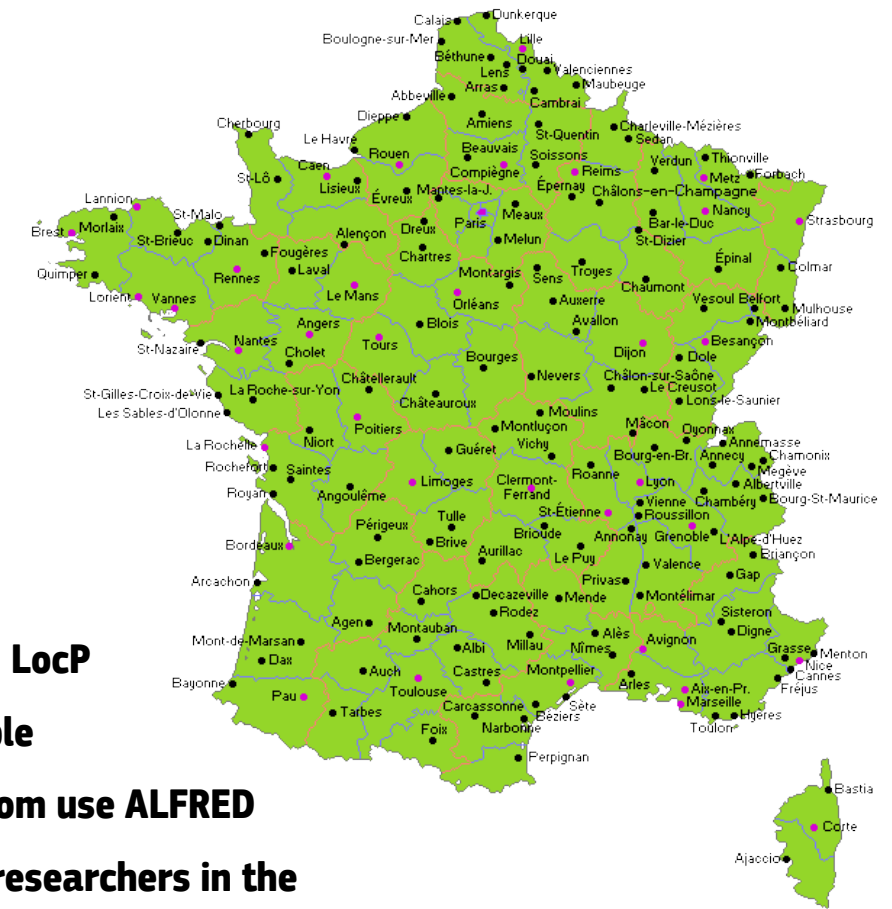 Dunkerque
Calais
Boulogne-sur-Mer
Lille
Béthune
Douai
Lens
Valenciennes
Arras
Maubeuge
Abbeville
Cambrai
Dieppe
Amiens
Cherbourg
St-Quentin
Charleville-Mézières
Sedan
Le Havre
Rouen
Beauvais
Soissons
Caen
Compiègne
Reims
Verdun
Thionville
St-Lô
Lisieux
Metz
Forbach
Évreux
Mantes-la-J.
Épernay
Châlons-en-Champagne
Lannion
Paris
Meaux
Nancy
St-Malo
Dreux
Bar-le-Duc
Strasbourg
Brest
Morlaix
St-Brieuc
Dinan
Alençon
Melun
St-Dizier
Fougères
Chartres
Quimper
Rennes
Laval
Montargis
Sens
Troyes
Épinal
Colmar
Lorient
Vannes
Le Mans
Orléans
Auxerre
Chaumont
Vesoul
Belfort
Mulhouse
Angers
Blois
Avallon
Montbéliard
St-Nazaire
Nantes
Cholet
Tours
Bourges
Dijon
Besançon
Dole
Châtellerault
Nevers
Châlon-sur-Saône
Le Creusot
St-Gilles-Croix-de-Vie
La Roche-sur-Yon
Châteauroux
Lons-le-Saunier
Les Sables-d'Olonne
Poitiers
Moulins
Niort
Montluçon
Mâcon
Oyonnax
La Rochelle
Guéret
Vichy
Bourg-en-Br.
Annemasse
Annecy
Chamonix
Rochefort
Saintes
Roanne
Megève
Royan
Angoulême
Limoges
Clermont-
Ferrand
Lyon
Albertville
Vienne
Chambéry
Bourg-St-Maurice
St-Étienne
Roussillon
Périgeux
Tulle
Brioude
Annonay
Grenoble
L'Alpe-d'Huez
Bordeaux
Brive
Aurillac
Le Puy
Briançon
Bergerac
Valence
Gap
Arcachon
Cahors
Decazeville
Mende
Privas
Montélimar
Rodez
Sisteron
Agen
Montauban
Digne
Mont-de-Marsan
Albi
Millau
Alès
Avignon
Grasse
Menton
Dax
Nîmes
Nice
Bayonne
Auch
Castres
Montpellier
Cannes
Pau
Toulouse
Arles
Aix-en-Pr.
Fréjus
Tarbes
Carcassonne
Sète
Marseille
Foix
Narbonne
Béziers
Toulon
Hyères
Perpignan
Bastia
Corte
Ajaccio
LocP
ple
om use ALFRED
researchers in the